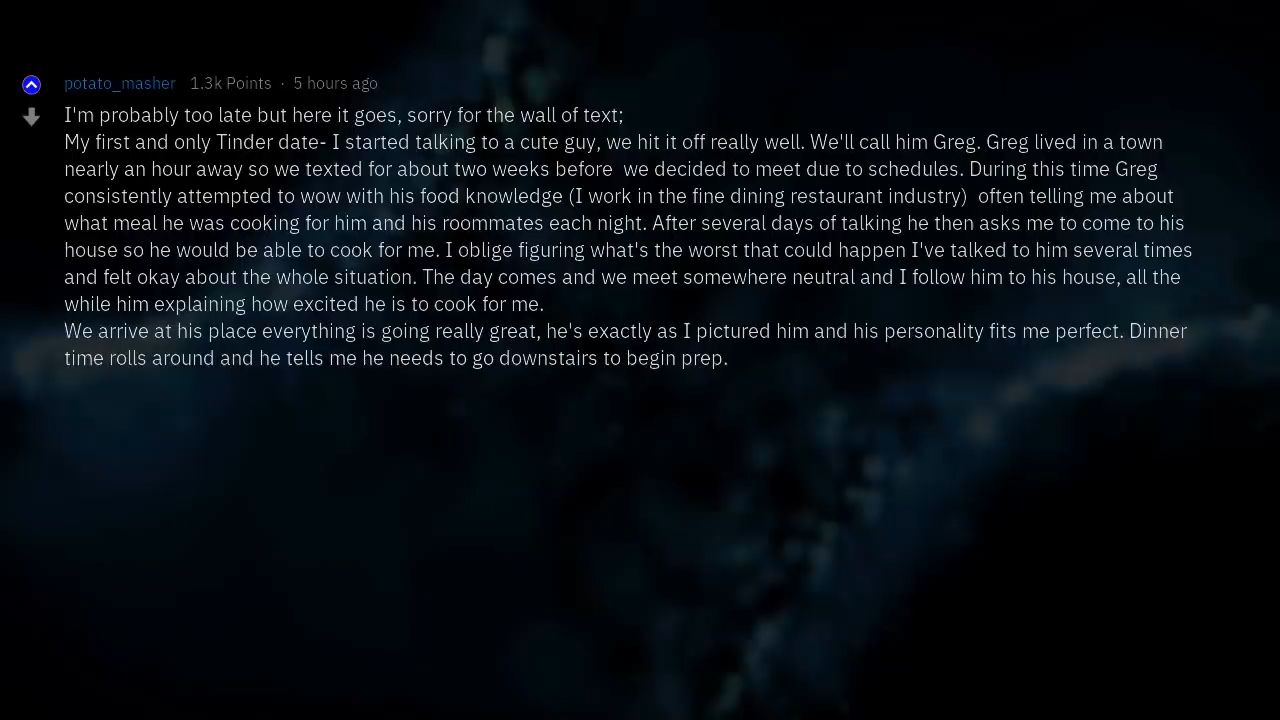 potato_masher 1.3k Points · 5 hours ago
I'm probably too late but here it goes, sorry for the wall of text;
My first and only Tinder date- I started talking to a cute guy, we hit it off really well. We'll call him Greg. Greg lived in a town
nearly an hour away so we texted for about two weeks before  we decided to meet due to schedules. During this time Greg
consistently attempted to wow with his food knowledge (I work in the fine dining restaurant industry)  often telling me about
what meal he was cooking for him and his roommates each night. After several days of talking he then asks me to come to his
house so he would be able to cook for me. I oblige figuring what's the worst that could happen I've talked to him several times
and felt okay about the whole situation. The day comes and we meet somewhere neutral and I follow him to his house, all the
while him explaining how excited he is to cook for me.
We arrive at his place everything is going really great, he's exactly as I pictured him and his personality fits me perfect. Dinner
time rolls around and he tells me he needs to go downstairs to begin prep.